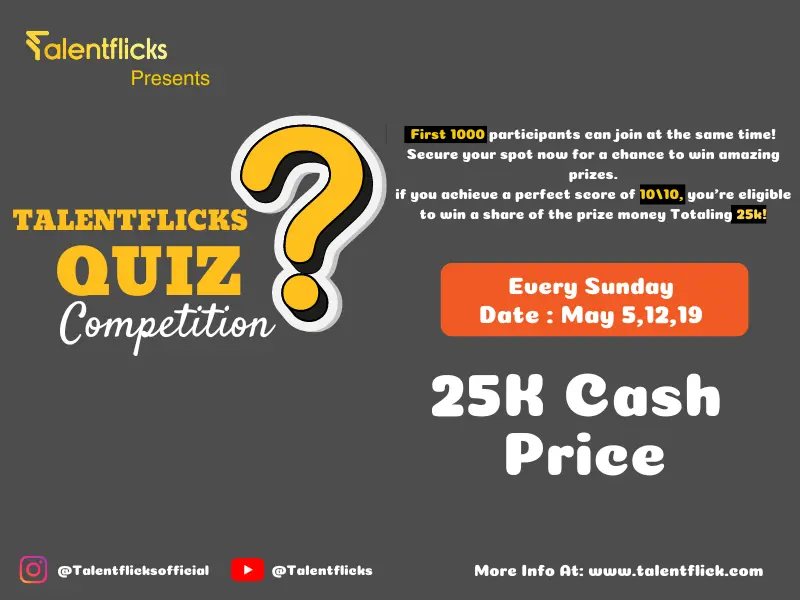 Talentflicks
Presents
First 1000 participants can join at the same time!
Secure your spot now for a chance to win amazing
prizes.
if you achieve a perfect score of 10\10, you're eligible
to win a share of the prize money Totaling 25k!
TALENTFLICKS
QUIZ
Competition
Every Sunday
Date : May 5,12,19
25K Cash
Price
@Talentflicksofficial
@Talentflicks
More Info At: www.talentflick.com